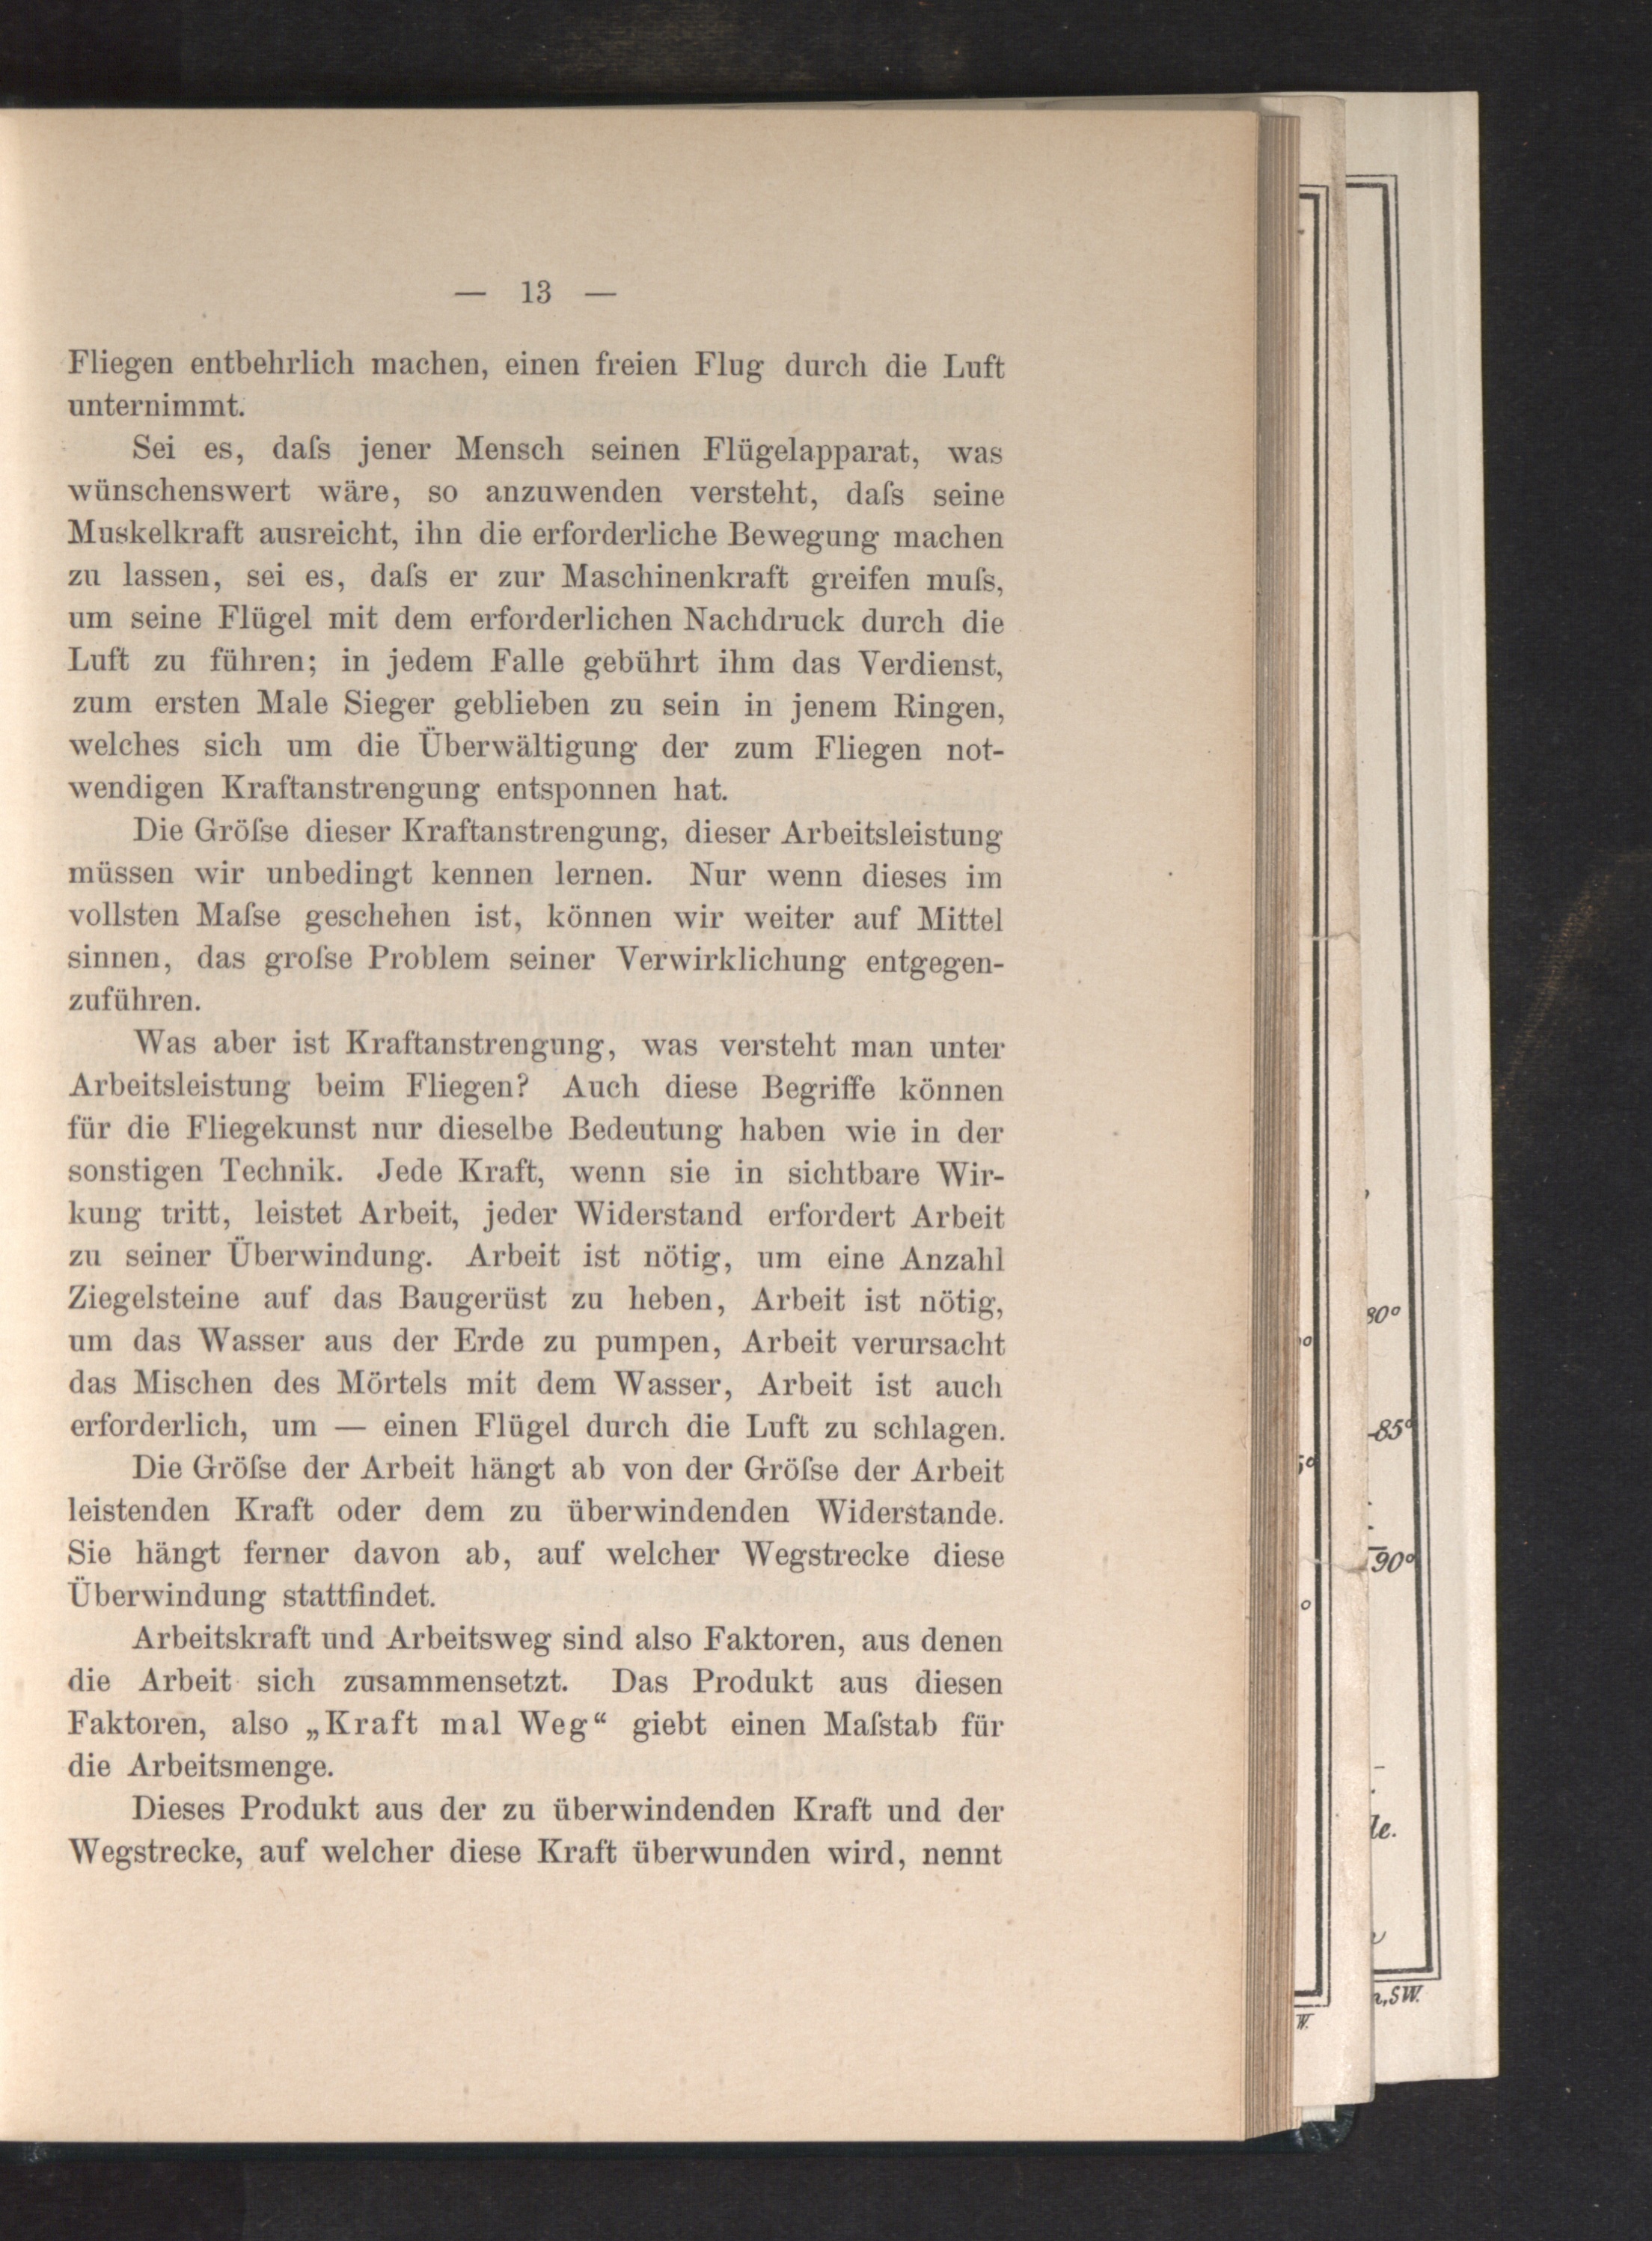 — 13 —
Fliegen entbehrlich machen, einen freien Flug durch die Luft
unternimmt.
Sei es, daſs jener Mensch seinen Flügelapparat, was
wünschenswert wäre, so anzuwenden versteht, daſs seine
Muskelkraft ausreicht, ihn die erforderliche Bewegung machen
zu lassen, sei es, daſs er zur Maschinenkraft greifen muſs,
um seine Flügel mit dem erforderlichen Nachdruck durch die
Luft zu führen; in jedem Falle gebührt ihm das Verdienst,
zum ersten Male Sieger geblieben zu sein in jenem Ringen,
welches sich um die Überwältigung der zum Fliegen not-
wendigen Kraftanstrengung entsponnen hat.
Die Gröſse dieser Kraftanstrengung, dieser Arbeitsleistung
müssen wir unbedingt kennen lernen. Nur wenn dieses im
vollsten Maſse geschehen ist, können wir weiter auf Mittel
sinnen, das groſse Problem seiner Verwirklichung entgegen-
zuführen.
Was aber ist Kraftanstrengung, was versteht man unter
Arbeitsleistung beim Fliegen? Auch diese Begriffe können
für die Fliegekunst nur dieselbe Bedeutung haben wie in der
sonstigen Technik. Jede Kraft, wenn sie in sichtbare Wir-
kung tritt, leistet Arbeit, jeder Widerstand erfordert Arbeit
zu seiner Überwindung. Arbeit ist nötig, um eine Anzahl
Ziegelsteine auf das Baugerüst zu heben, Arbeit ist nötig,
um das Wasser aus der Erde zu pumpen, Arbeit verursacht
das Mischen des Mörtels mit dem Wasser, Arbeit ist auch
erforderlich, um — einen Flügel durch die Luft zu schlagen.
Die Gröſse der Arbeit hängt ab von der Gröſse der Arbeit
leistenden Kraft oder dem zu überwindenden Widerstande.
Sie hängt ferner davon ab, auf welcher Wegstrecke diese
Überwindung stattfindet.
Arbeitskraft und Arbeitsweg sind also Faktoren, aus denen
die Arbeit sich zusammensetzt. Das Produkt aus diesen
Faktoren, also „Kraft mal Weg“ giebt einen Maſstab für
die Arbeitsmenge.
Dieses Produkt aus der zu überwindenden Kraft und der
Wegstrecke, auf welcher diese Kraft überwunden wird, nennt
80°
85°
90°
le.
n, SW.
W.